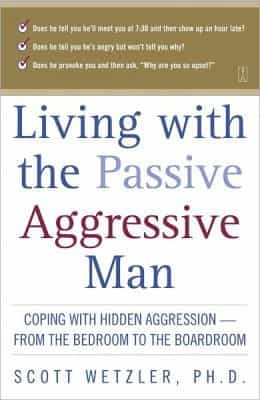 Does he tell you he'll meet you at 7:30 and then show up an hour late?
Does he tell you he's angry but won't tell you why?
Does he provoke you and then ask, "Why are you so upset?"
Living with
the Passive
Aggressive
Man
COPING WITH HIDDEN AGGRESSION —
FROM THE BEDROOM TO THE BOARDROOM
SCOTT WETZLER, PH.D.